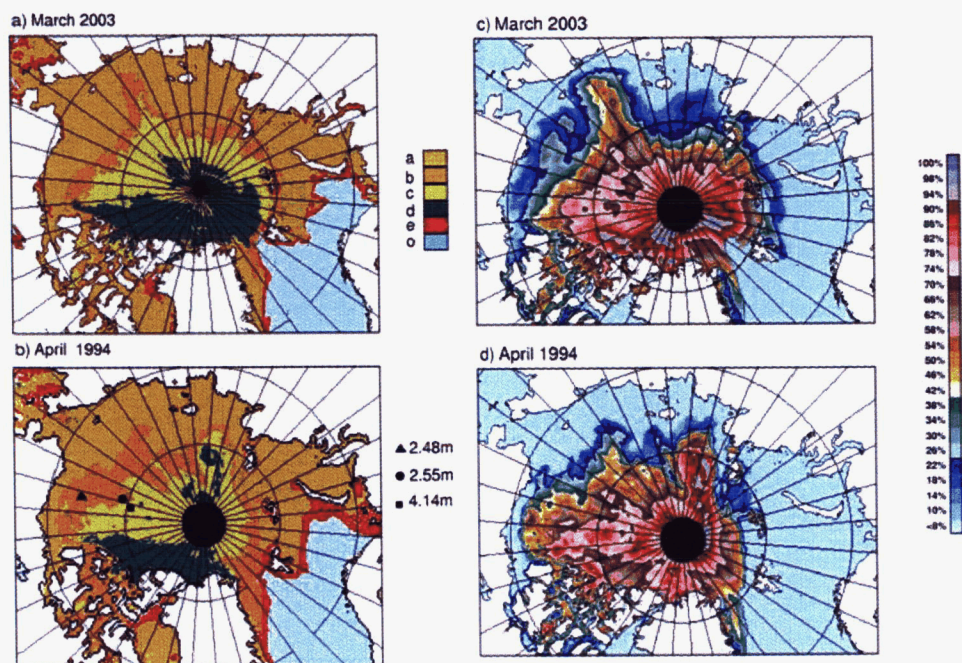 a) March 2003
c) March 2003
a
b
c
d
e
o
b) April 1994
d) April 1994
▲ 2.48m
● 2.55m
■ 4.14m
100%
98%
94%
90%
86%
82%
78%
74%
70%
66%
62%
58%
54%
50%
46%
42%
38%
34%
30%
26%
22%
18%
14%
10%
<8%